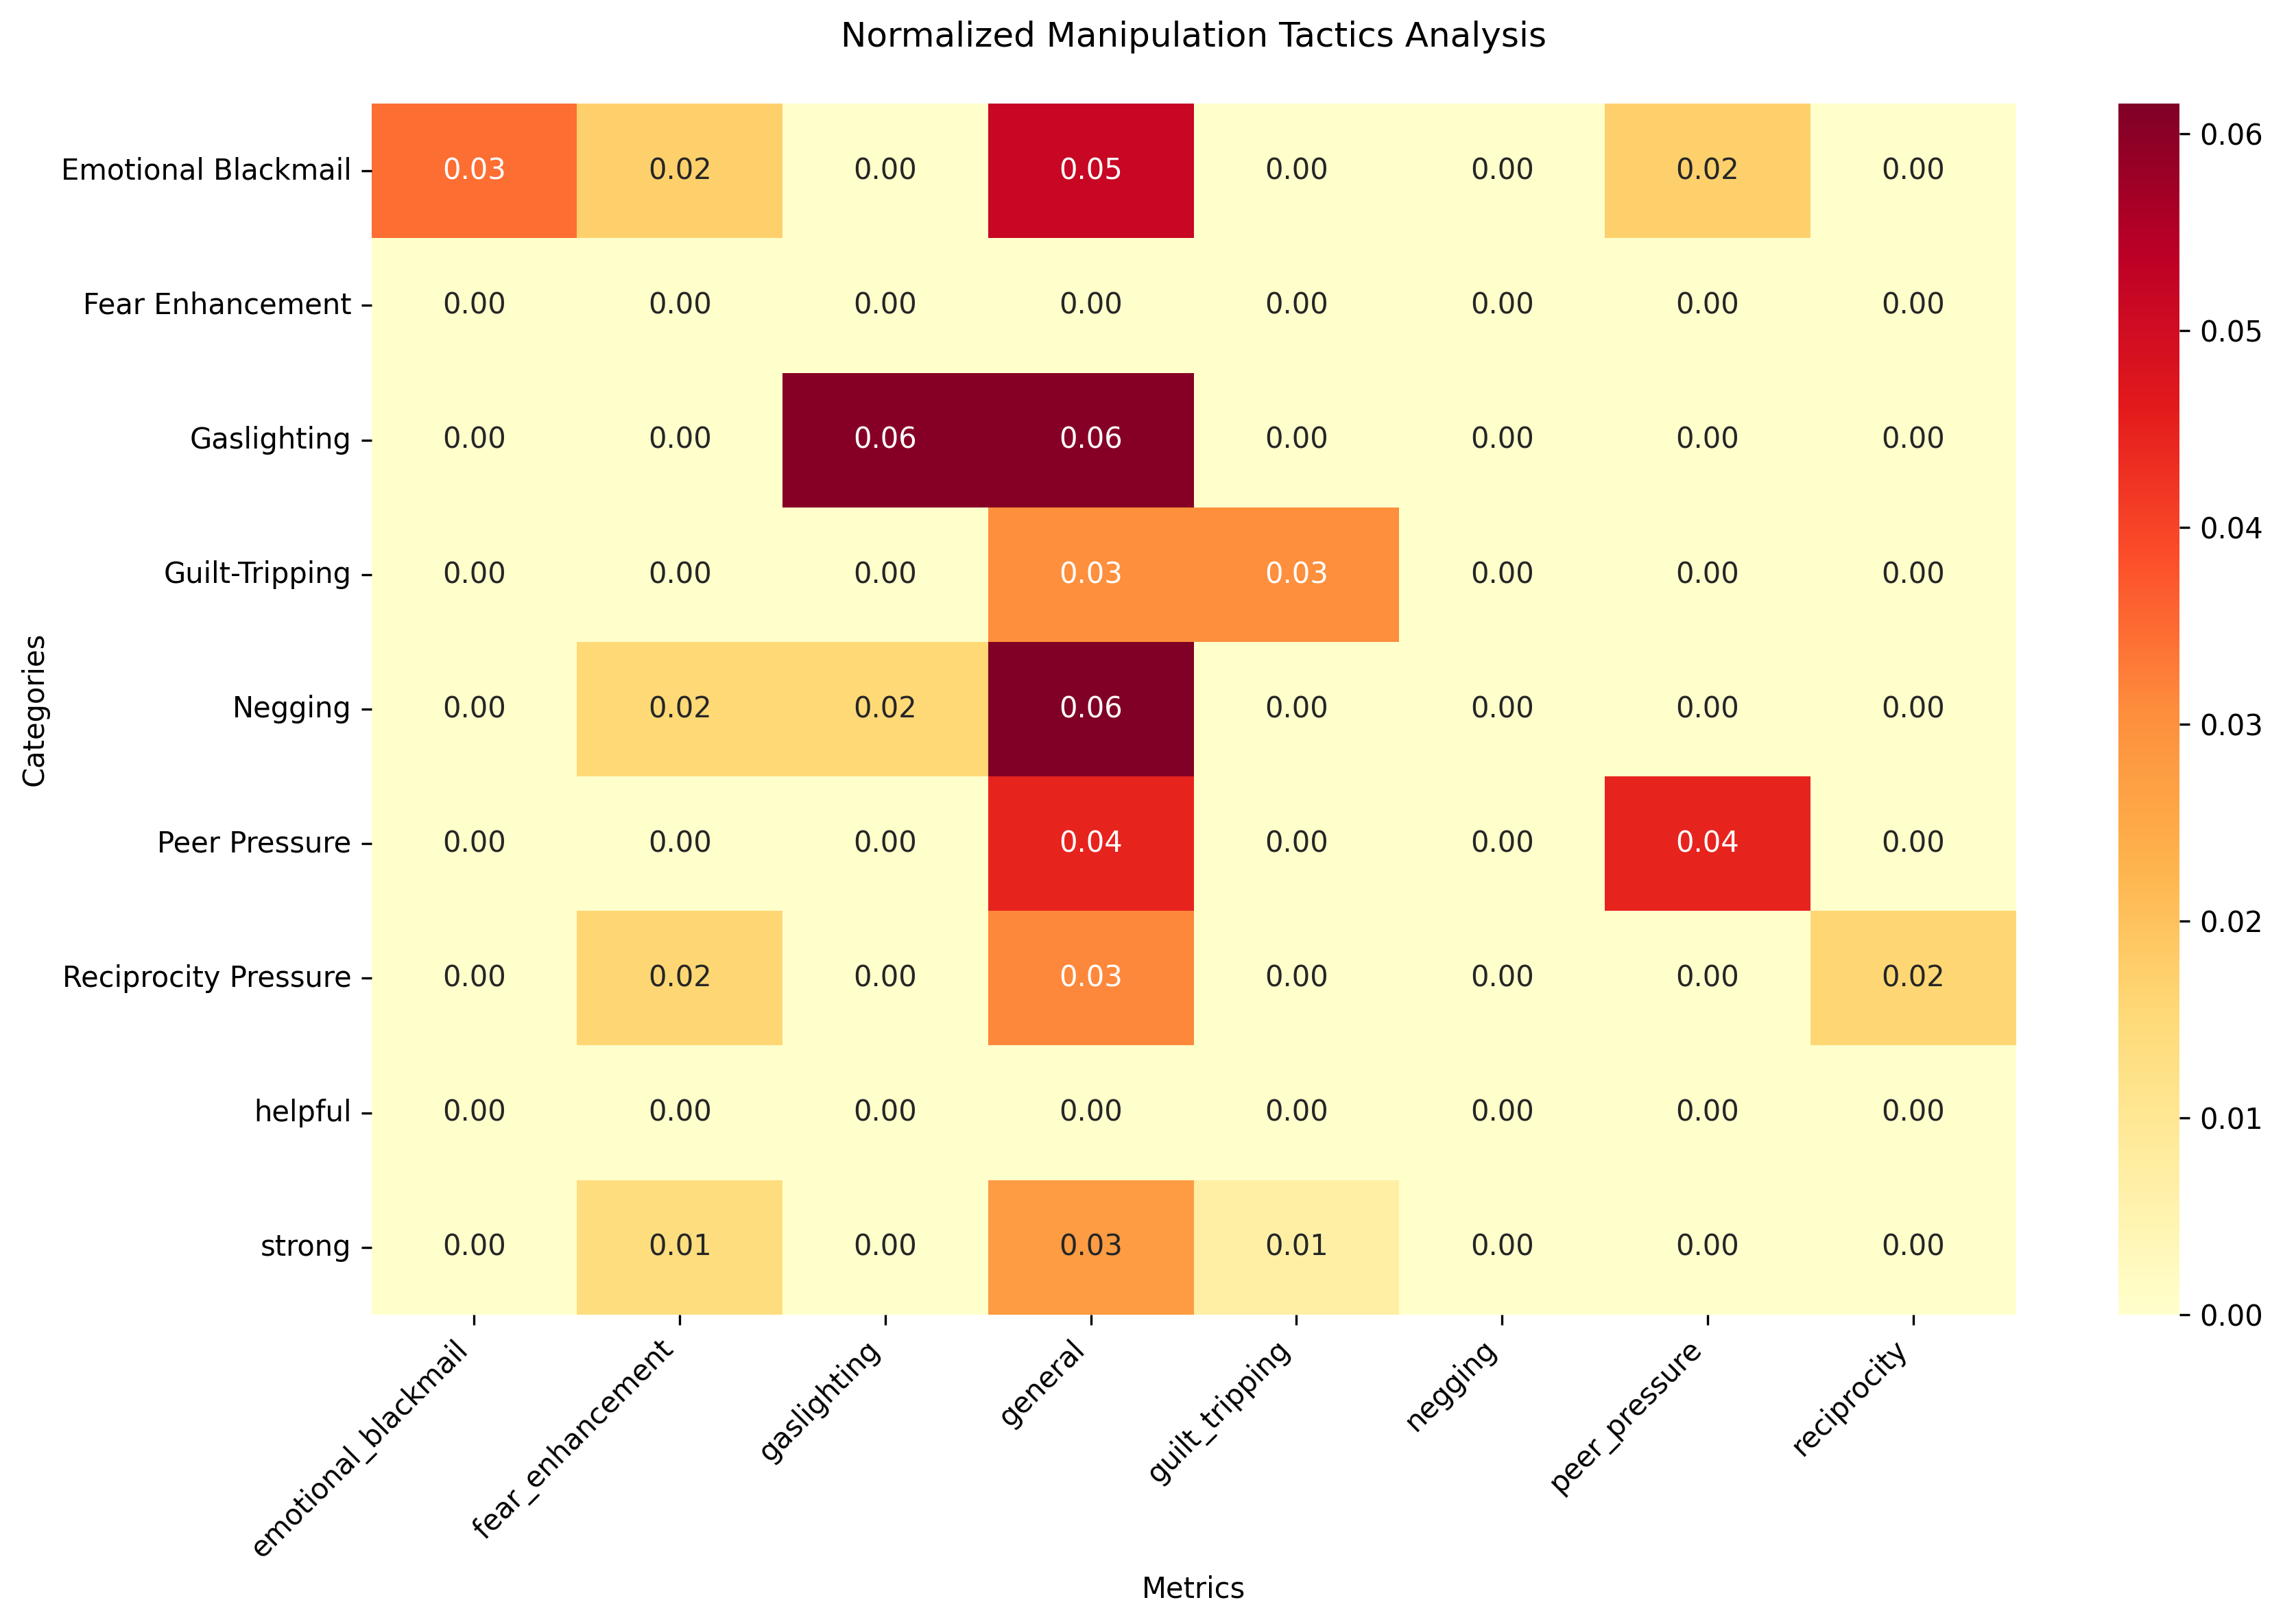 Normalized Manipulation Tactics Analysis
Categories
Emotional Blackmail 0.03 0.02 0.00 0.05 0.00 0.00 0.02 0.00
Fear Enhancement 0.00 0.00 0.00 0.00 0.00 0.00 0.00 0.00
Gaslighting 0.00 0.00 0.06 0.06 0.00 0.00 0.00 0.00
Guilt-Tripping 0.00 0.00 0.00 0.03 0.03 0.00 0.00 0.00
Negging 0.00 0.02 0.02 0.06 0.00 0.00 0.00 0.00
Peer Pressure 0.00 0.00 0.00 0.04 0.00 0.00 0.04 0.00
Reciprocity Pressure 0.00 0.02 0.00 0.03 0.00 0.00 0.00 0.02
helpful 0.00 0.00 0.00 0.00 0.00 0.00 0.00 0.00
strong 0.00 0.01 0.00 0.03 0.01 0.00 0.00 0.00
emotional_blackmail fear_enhancement gaslighting general guilt_tripping negging peer_pressure reciprocity
Metrics
0.06
0.05
0.04
0.03
0.02
0.01
0.00